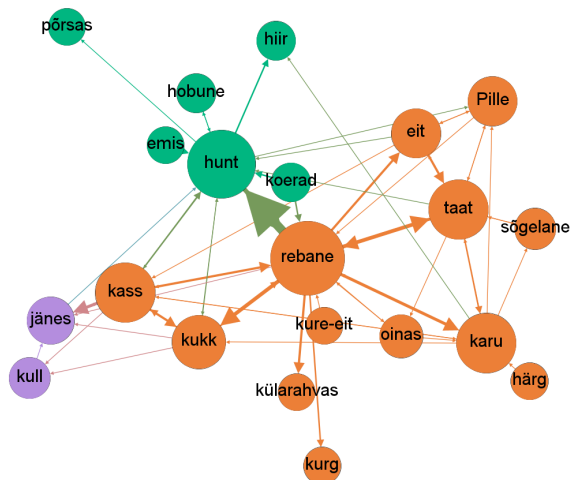 põrsas
hiir
hobune
Pille
eit
emis
hunt
koerad
taat
sõgelane
rebane
kass
jänes
kure-eit
oinas
kukk
karu
kull
härg
külarahvas
kurg